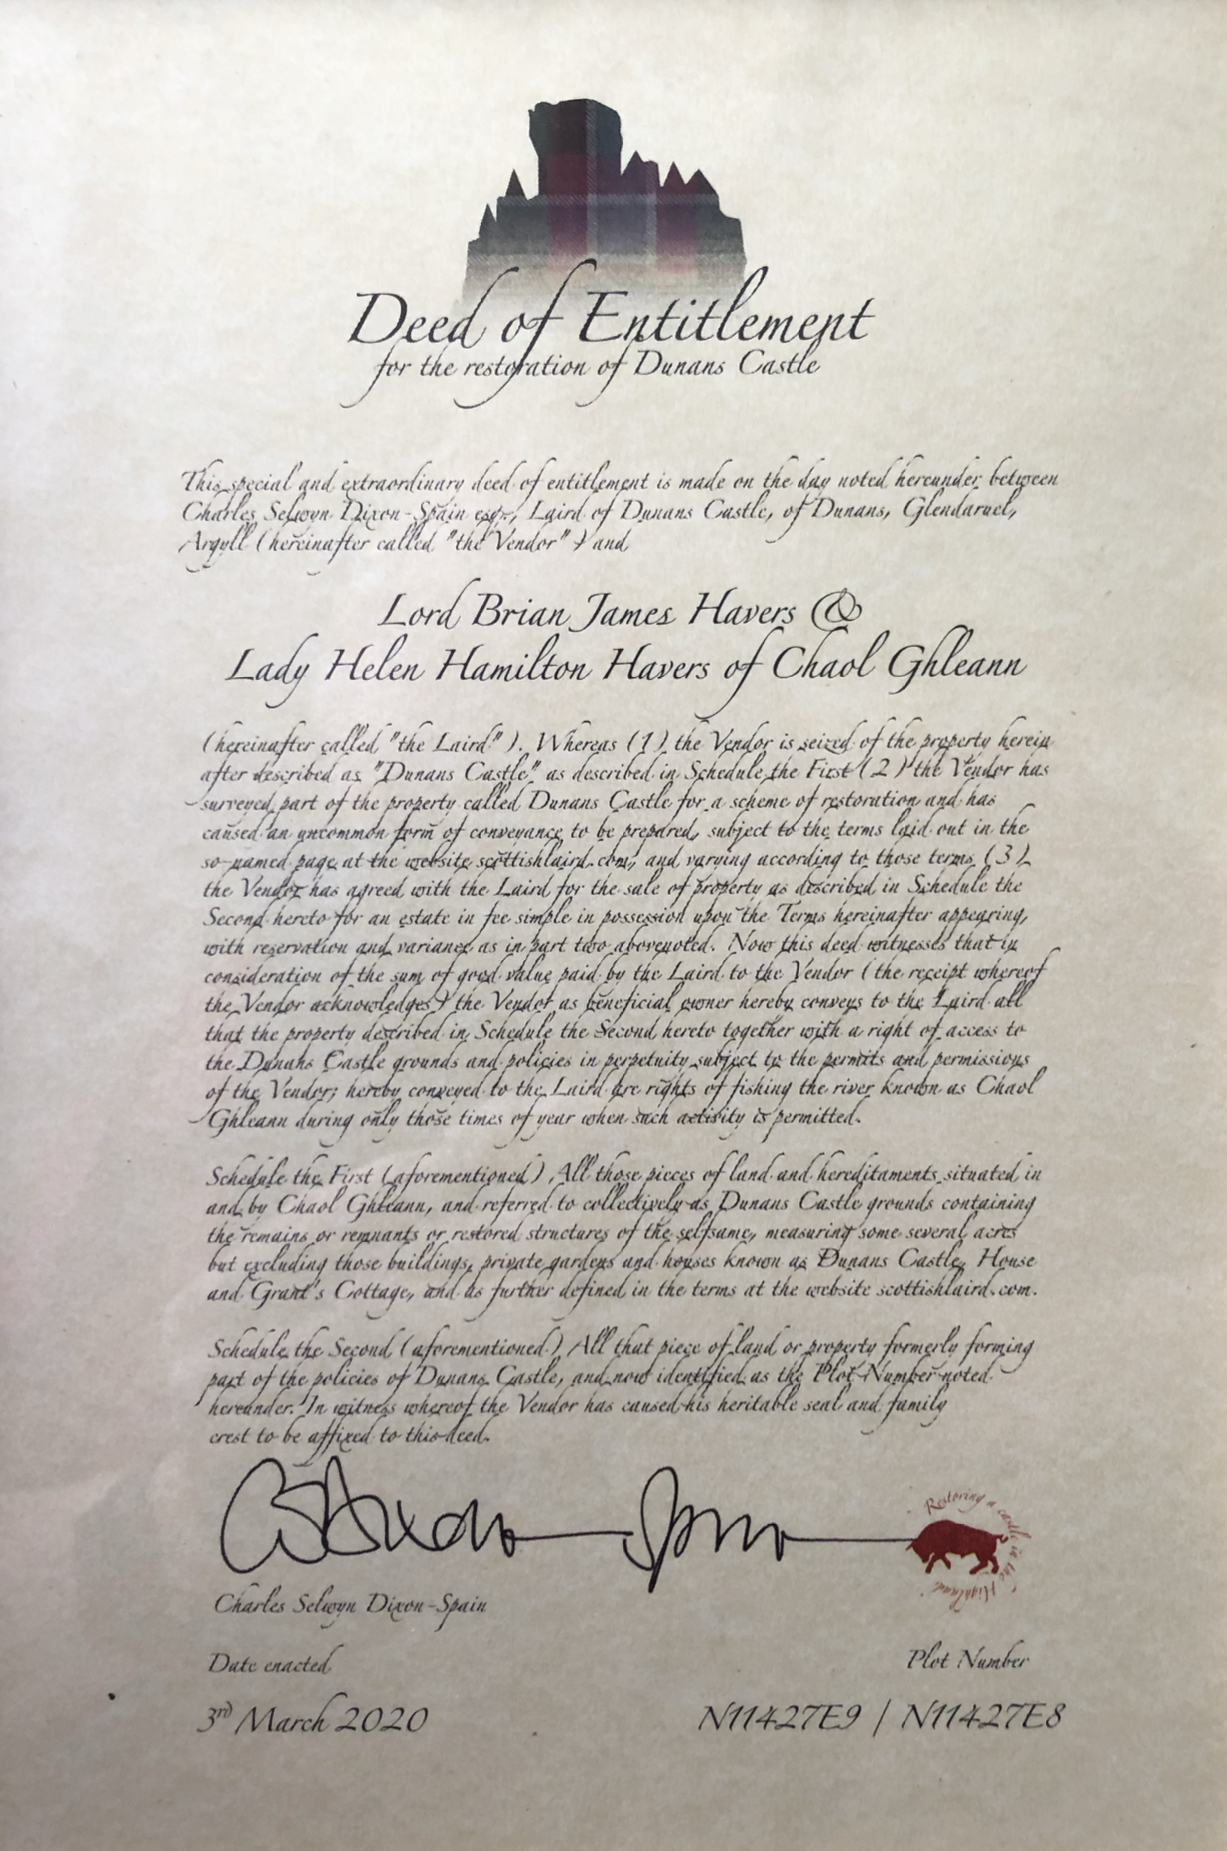 Deed of Entitlement
for the restoration of Dunans Castle
This special and extraordinary deed of entitlement is made on the day noted hereunder between
Charles Selwyn Dixon-Spain esq., Laird of Dunans Castle, of Dunans, Glendaruel,
Argyll (hereinafter called "the Vendor") and
Lord Brian James Havers &
Lady Helen Hamilton Havers of Chaol Ghleann
(hereinafter called "the Laird"). Whereas (1) the Vendor is seized of the property herein
after described as "Dunans Castle" as described in Schedule the First (2) the Vendor has
surveyed part of the property called Dunans Castle for a scheme of restoration and has
caused an uncommon form of conveyance to be prepared, subject to the terms laid out in the
so-named page at the website scottishlaird.com, and varying according to those terms (3)
the Vendor has agreed with the Laird for the sale of property as described in Schedule the
Second hereto for an estate in fee simple in possession upon the Terms hereinafter appearing,
with reservation and variance as in part two abovenoted. Now this deed witnesses that in
consideration of the sum of good value paid by the Laird to the Vendor (the receipt whereof
the Vendor acknowledges) the Vendor as beneficial owner hereby conveys to the Laird all
that the property described in Schedule the Second hereto together with a right of access to
the Dunans Castle grounds and policies in perpetuity subject to the permits and permissions
of the Vendor; hereby conveyed to the Laird are rights of fishing the river known as Chaol
Ghleann during only those times of year when such activity is permitted.
Schedule the First (aforementioned) All those pieces of land and hereditaments situated in
and by Chaol Ghleann, and referred to collectively as Dunans Castle grounds containing
the remains or remnants or restored structures of the selfsame, measuring some several acres
but excluding those buildings, private gardens and houses known as Dunans Castle, House
and Grant's Cottage, and as further defined in the terms at the website scottishlaird.com.
Schedule the Second (aforementioned) All that piece of land or property formerly forming
part of the policies of Dunans Castle, and now identified as the Plot Number noted
hereunder. In witness whereof the Vendor has caused his heritable seal and family
crest to be affixed to this deed.
Restoring a castle in the Highlands
Charles Selwyn Dixon-Spain
Date enacted
Plot Number
3rd March 2020
N11427E9 / N11427E8